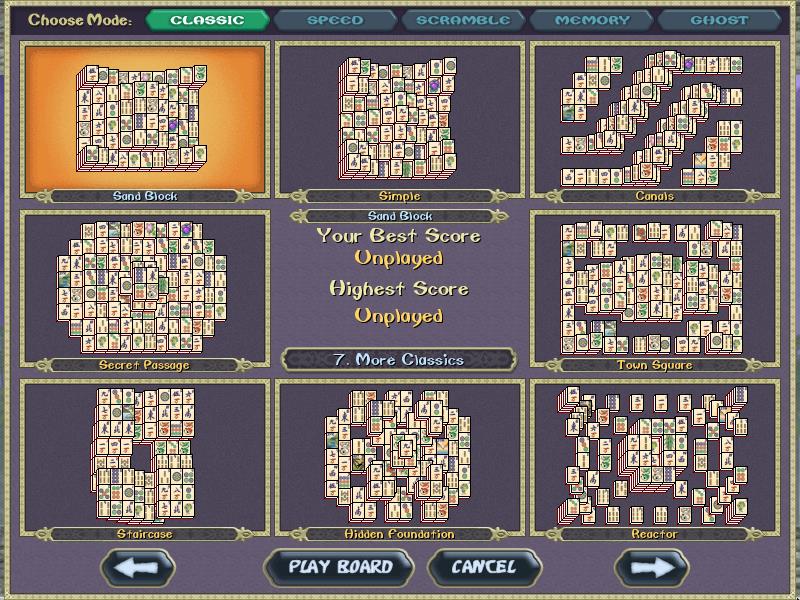 Choose Mode: CLASSIC SPEED SCRAMBLE MEMORY GHOST
Sand Block
Simple
Canals
Sand Block
Your Best Score
Unplayed
Highest Score
Unplayed
7. More Classics
Secret Passage
Town Square
Staircase
Hidden Foundation
Reactor
PLAY BOARD
CANCEL